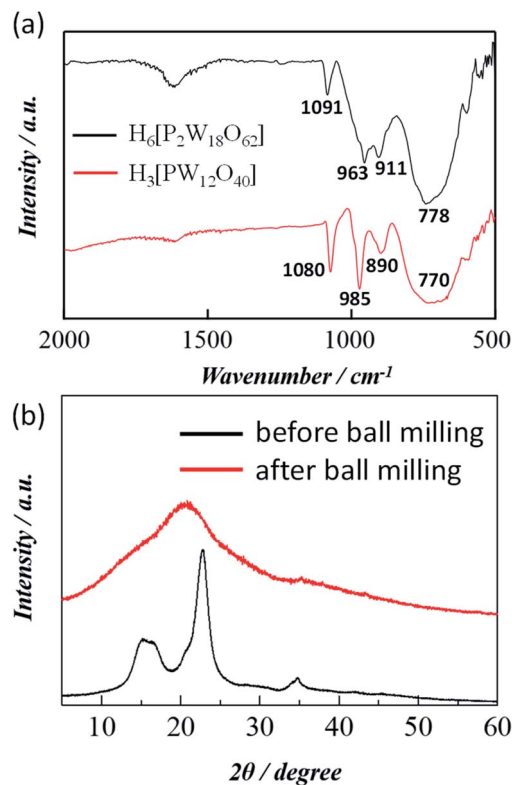 (a)
Intensity / a.u.
1091
963
911
778
H₆[P₂W₁₈O₆₂]
H₃[PW₁₂O₄₀]
1080
985
890
770
2000 1500 1000 500
Wavenumber / cm⁻¹
(b)
before ball milling
after ball milling
Intensity / a.u.
10 20 30 40 50 60
2θ / degree